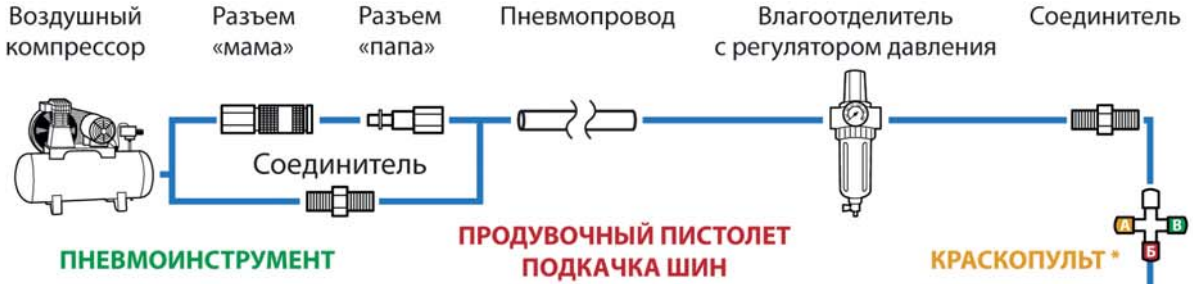 Воздушный
компрессор
Разъем
«мама»
Разъем
«папа»
Пневмопровод
Влагоотделитель
с регулятором давления
Соединитель
Соединитель
А
В
Б
ПНЕВМОИНСТРУМЕНТ
ПРОДУВОЧНЫЙ ПИСТОЛЕТ
ПОДКАЧКА ШИН
КРАСКОПУЛЬТ *